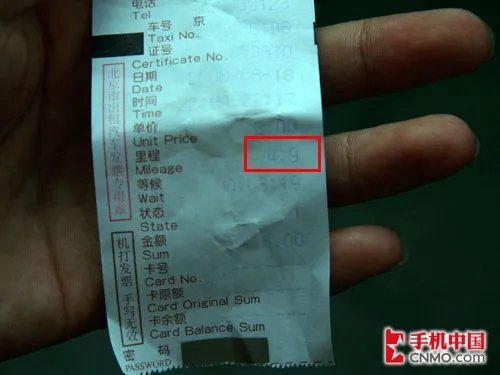 电话
Tel
车号 京
Taxi No.
证号
Certificate No.
日期
Date
时间
Time
单价
Unit Price
里程 4.9
Mileage
等候
Wait
状态
State
金额
Sum
卡号
Card No.
卡原额
Card Original Sum
卡余额
Card Balance Sum
密 码
PASSWORD
北京市出租汽车发票专用章
机打发票 手写无效
手机中国
CNMO.com